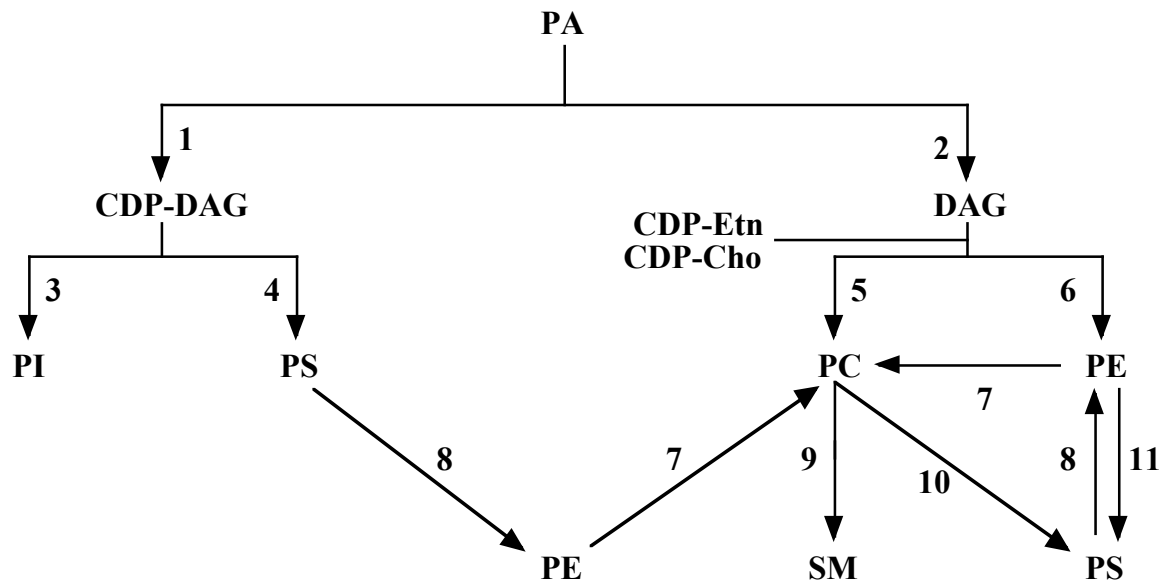 PA
1
2
CDP-DAG
DAG
CDP-Etn
CDP-Cho
3
4
5
6
PI
PS
PC
PE
7
8
7
9
10
8
11
PE
SM
PS